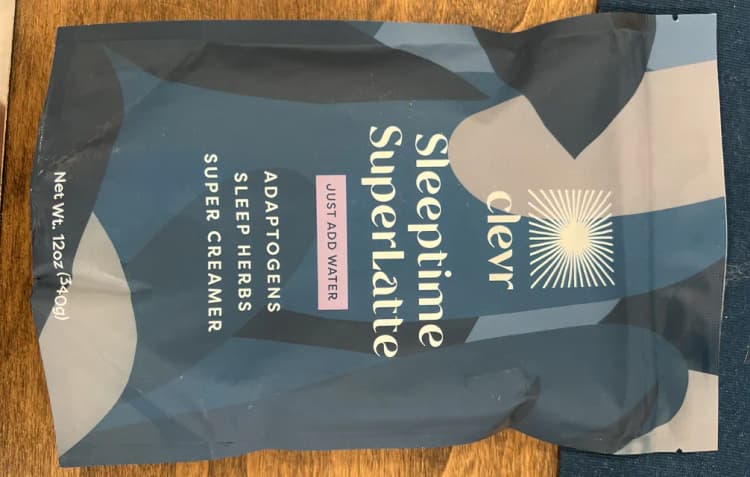 clevr
Sleeptime
SuperLatte
JUST ADD WATER
ADAPTOGENS
SLEEP HERBS
SUPER CREAMER
Net Wt. 12oz (340g)